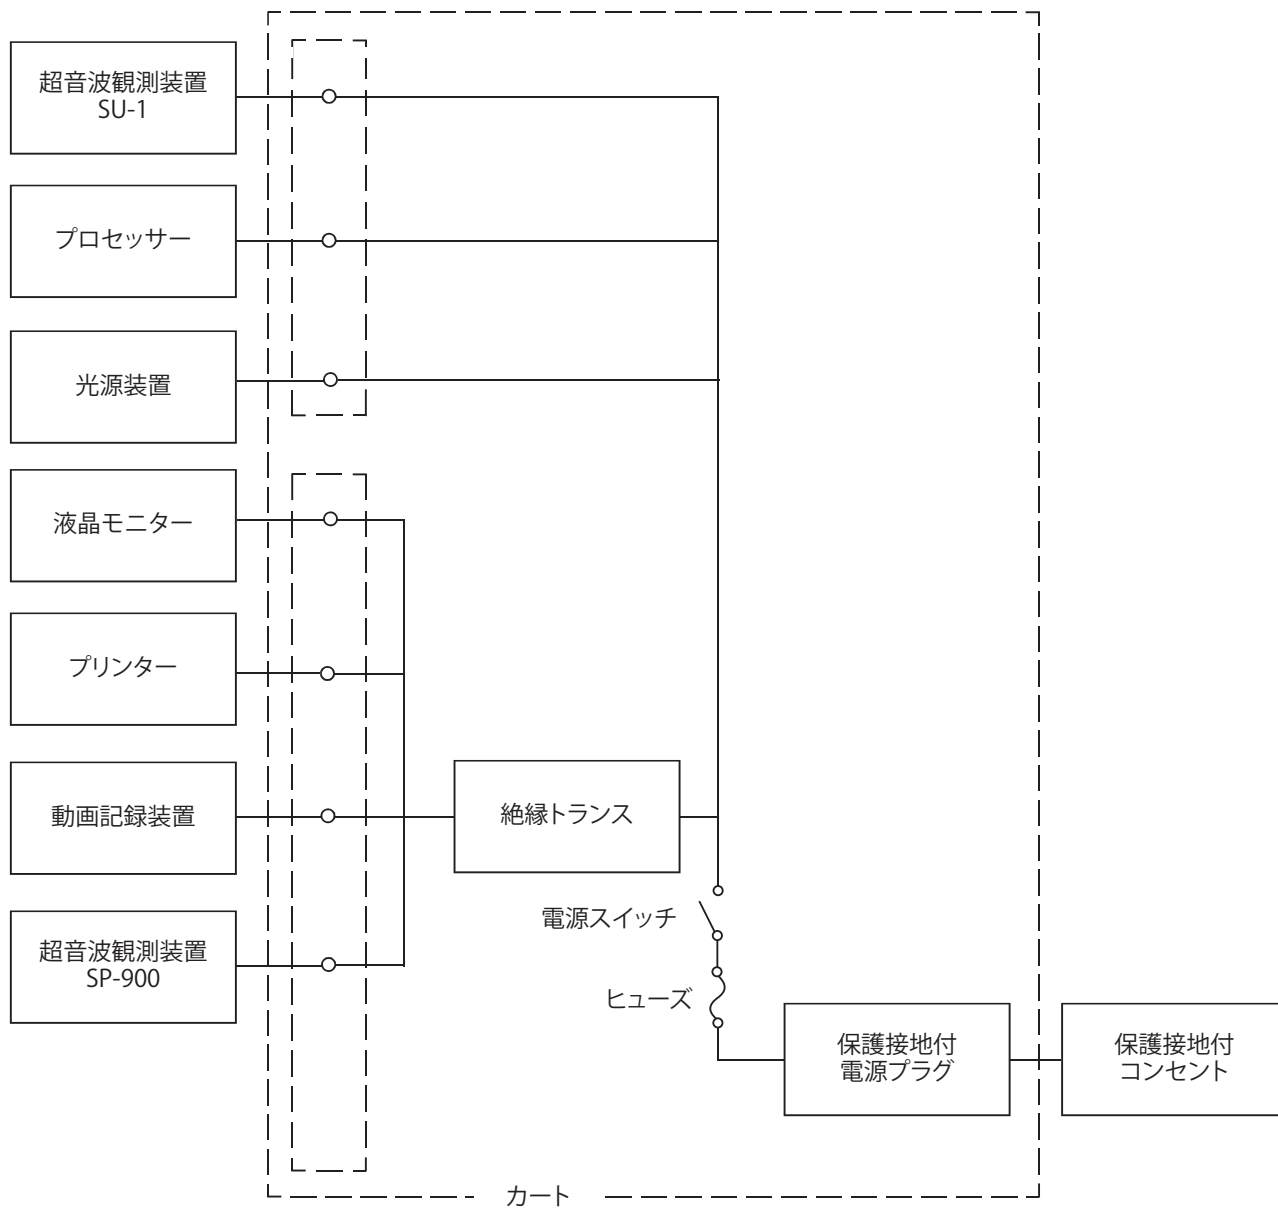 超音波観測装置
SU-1
プロセッサー
光源装置
液晶モニター
プリンター
動画記録装置
絶縁トランス
電源スイッチ
超音波観測装置
SP-900
ヒューズ
保護接地付
電源プラグ
保護接地付
コンセント
カート